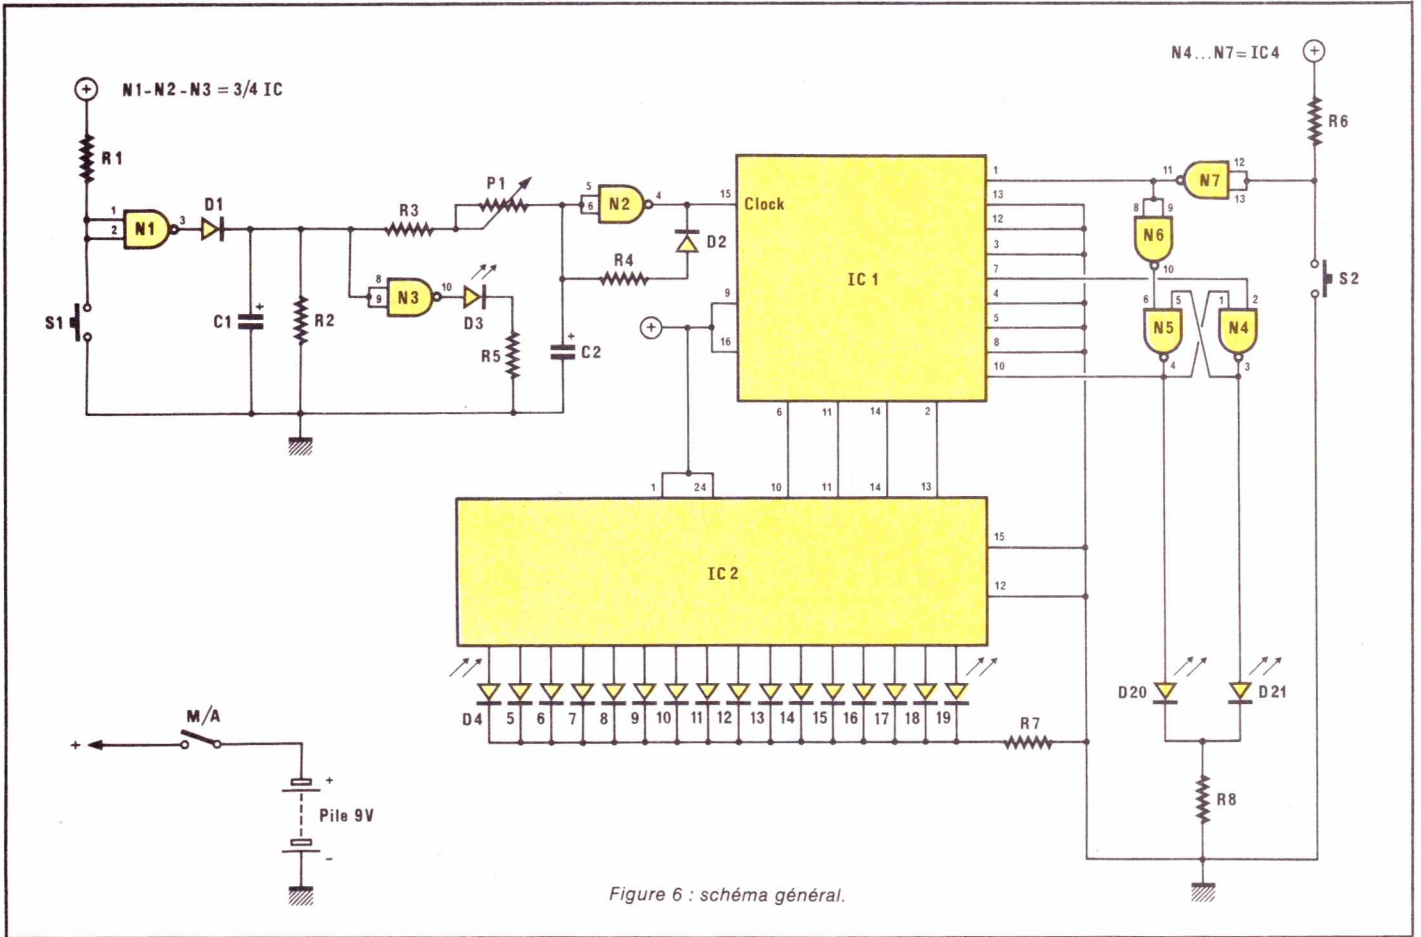 N4...N7=IC4
N1-N2-N3 = 3/4 IC
R6
R1
P1
1
11
N7
12
13
D1
R3
5
6
N2
4
15
Clock
13
8
9
1
2
N1
3
12
N6
D2
R4
3
IC 1
8
9
N3
10
7
10
S2
D3
9
4
6
5
1
2
S1
C1
R2
5
N5
N4
R5
C2
16
8
4
3
10
6
11
14
2
1
24
10
11
14
13
15
IC 2
12
D4
5
6
7
8
9
10
11
12
13
14
15
16
17
18
19
R7
D20
D21
M/A
+
+
R8
Pile 9V
-
Figure 6 : schéma général.